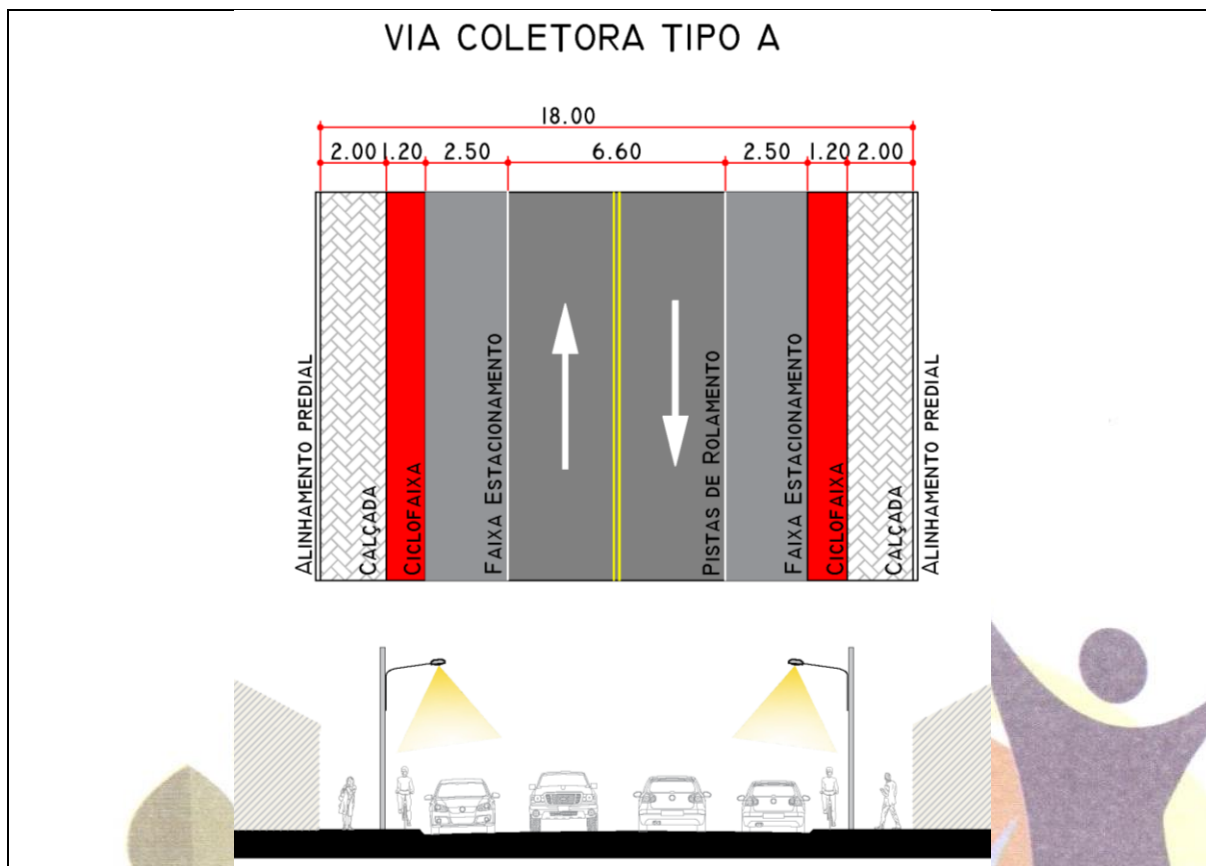 VIA COLETORA TIPO A
18.00
2.00 1.20 2.50 6.60 2.50 1.20 2.00
ALINHAMENTO PREDIAL
CALÇADA
CICLOFAIXA
FAIXA ESTACIONAMENTO
PISTAS DE ROLAMENTO
FAIXA ESTACIONAMENTO
CICLOFAIXA
CALÇADA
ALINHAMENTO PREDIAL